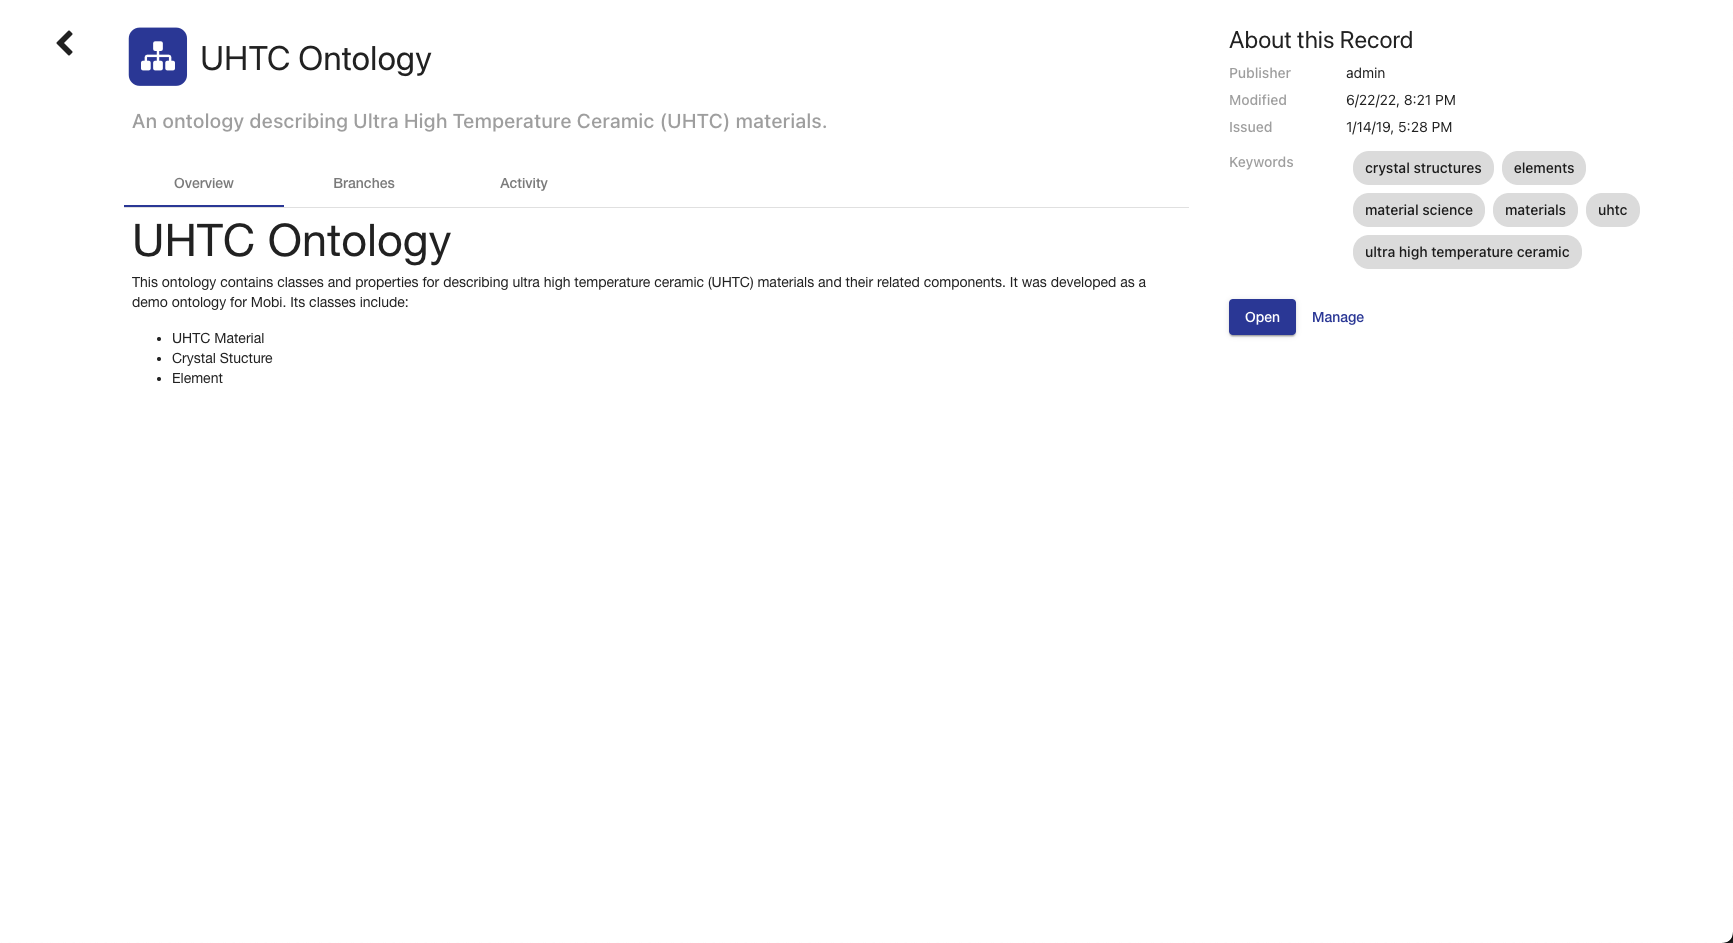 UHTC Ontology
An ontology describing Ultra High Temperature Ceramic (UHTC) materials.
Overview
Branches
Activity
UHTC Ontology
This ontology contains classes and properties for describing ultra high temperature ceramic (UHTC) materials and their related components. It was developed as a
demo ontology for Mobi. Its classes include:
UHTC Material
Crystal Stucture
Element
About this Record
Publisher admin
Modified 6/22/22, 8:21 PM
Issued 1/14/19, 5:28 PM
Keywords crystal structures elements
material science materials uhtc
ultra high temperature ceramic
Open Manage